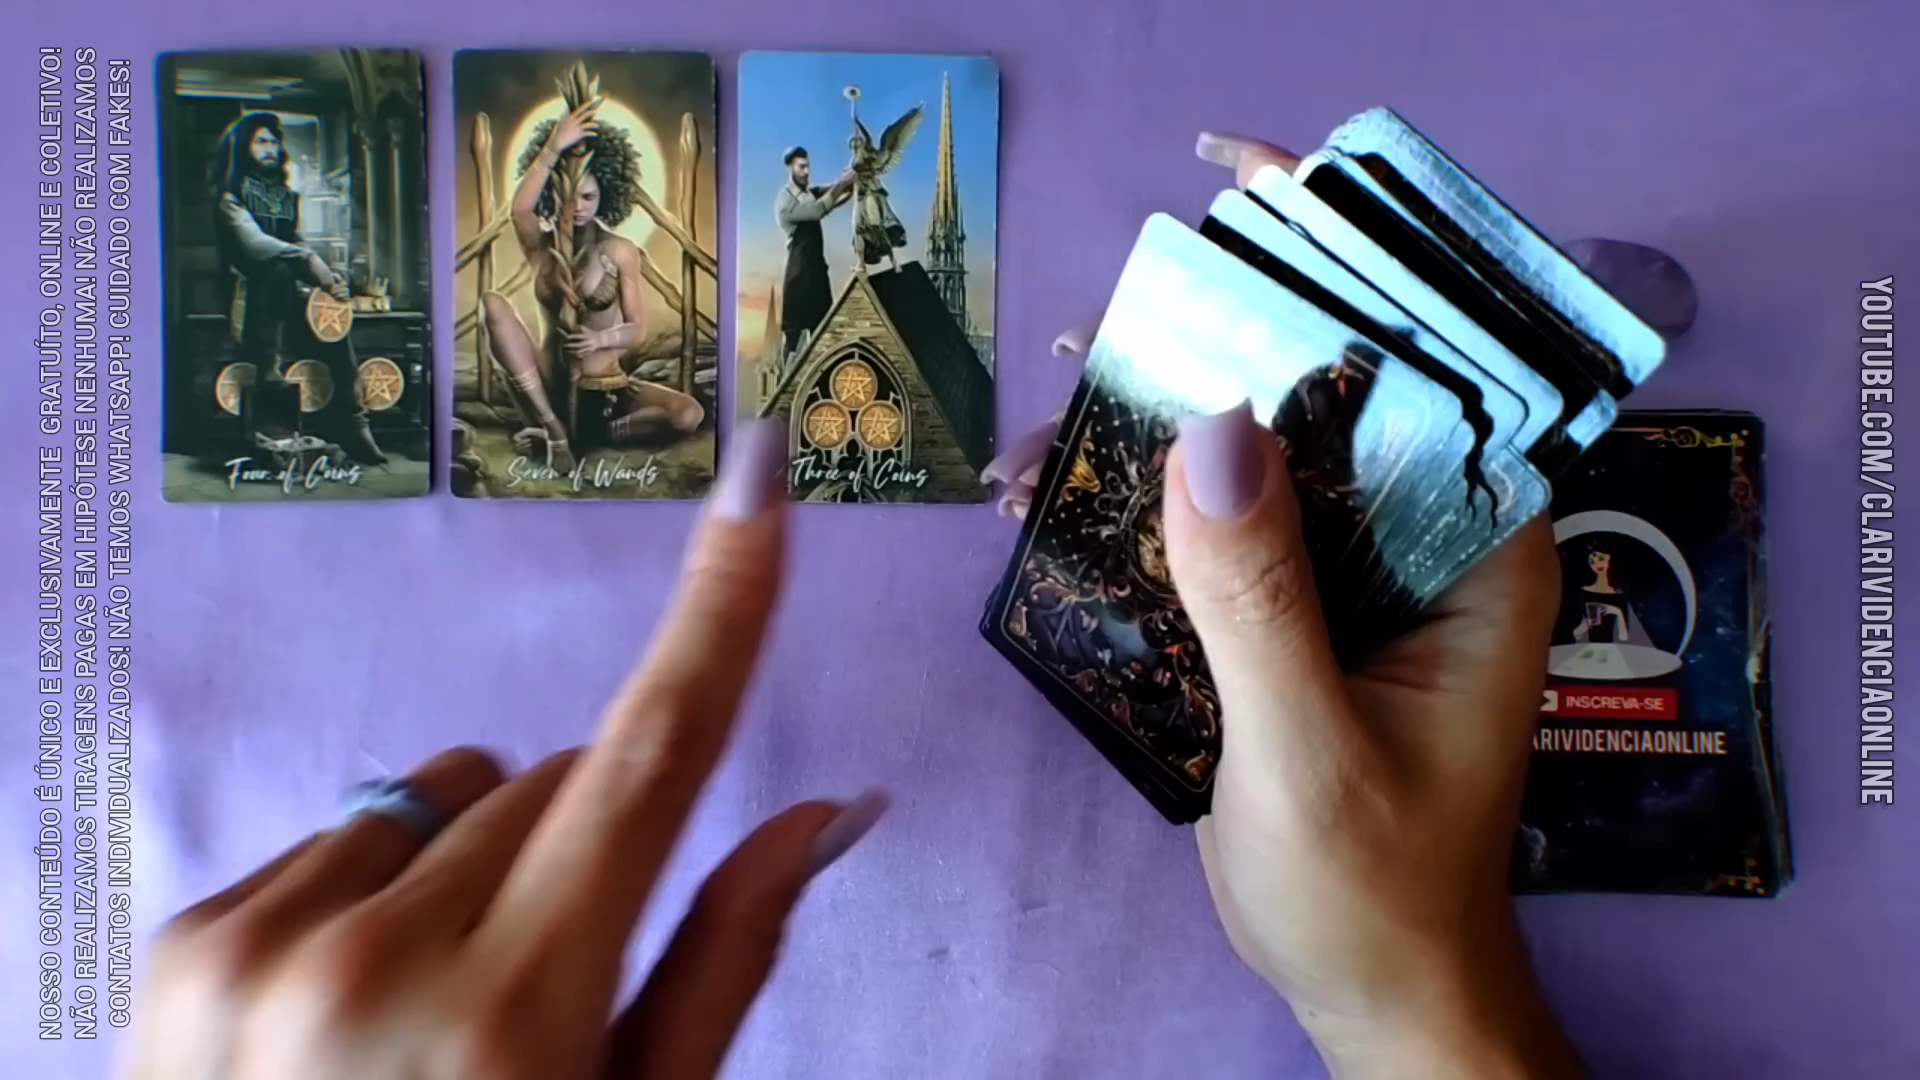 NOSSO CONTEÚDO É ÚNICO E EXCLUSIVAMENTE GRATUÍTO, ONLINE E COLETIVO!
NÃO REALIZAMOS TIRAGENS PAGAS EM HIPÓTESE NENHUMA! NÃO REALIZAMOS
CONTATOS INDIVIDUALIZADOS! NÃO TEMOS WHATSAPP! CUIDADO COM FAKES!
Four of Coins
Seven of Wands
Three of Coins
INSCREVA-SE
ARIVIDENCIAONLINE
YOUTUBE.COM/CLARIVIDENCIAONLINE